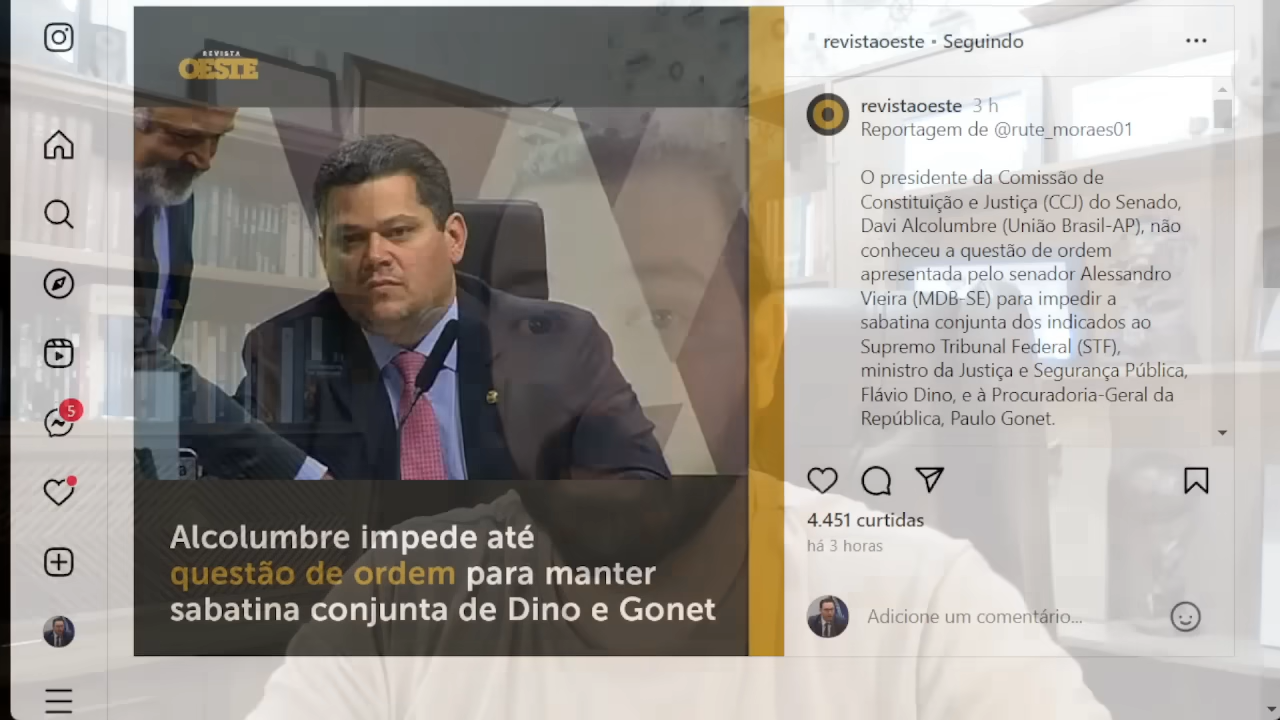 REVISTA
OESTE
Alcolumbre impede até
questão de ordem para manter
sabatina conjunta de Dino e Gonet
revistaoeste • Seguindo
revistaoeste 3 h
Reportagem de @rute_moraes01
O presidente da Comissão de
Constituição e Justiça (CCJ) do Senado,
Davi Alcolumbre (União Brasil-AP), não
conheceu a questão de ordem
apresentada pelo senador Alessandro
Vieira (MDB-SE) para impedir a
sabatina conjunta dos indicados ao
Supremo Tribunal Federal (STF),
ministro da Justiça e Segurança Pública,
Flávio Dino, e à Procuradoria-Geral da
República, Paulo Gonet.
4.451 curtidas
há 3 horas
Adicione um comentário...
5